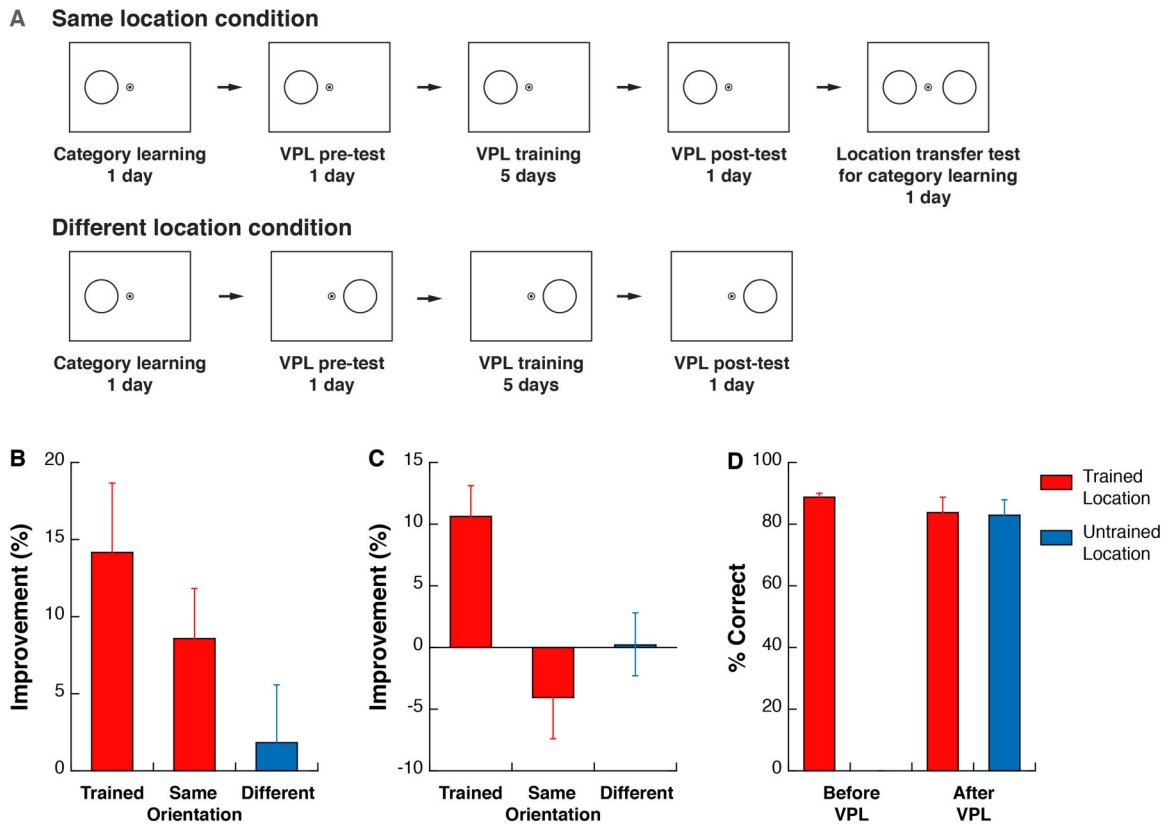 A Same location condition
Category learning
1 day
VPL pre-test
1 day
VPL training
5 days
VPL post-test
1 day
Location transfer test
for category learning
1 day
Different location condition
Category learning
1 day
VPL pre-test
1 day
VPL training
5 days
VPL post-test
1 day
B
Improvement (%)
20
15
10
5
0
Trained Same Different
Orientation
C
Improvement (%)
15
10
5
0
-5
-10
Trained Same Different
Orientation
D
% Correct
100
80
60
40
20
0
Before
VPL
After
VPL
Trained
Location
Untrained
Location